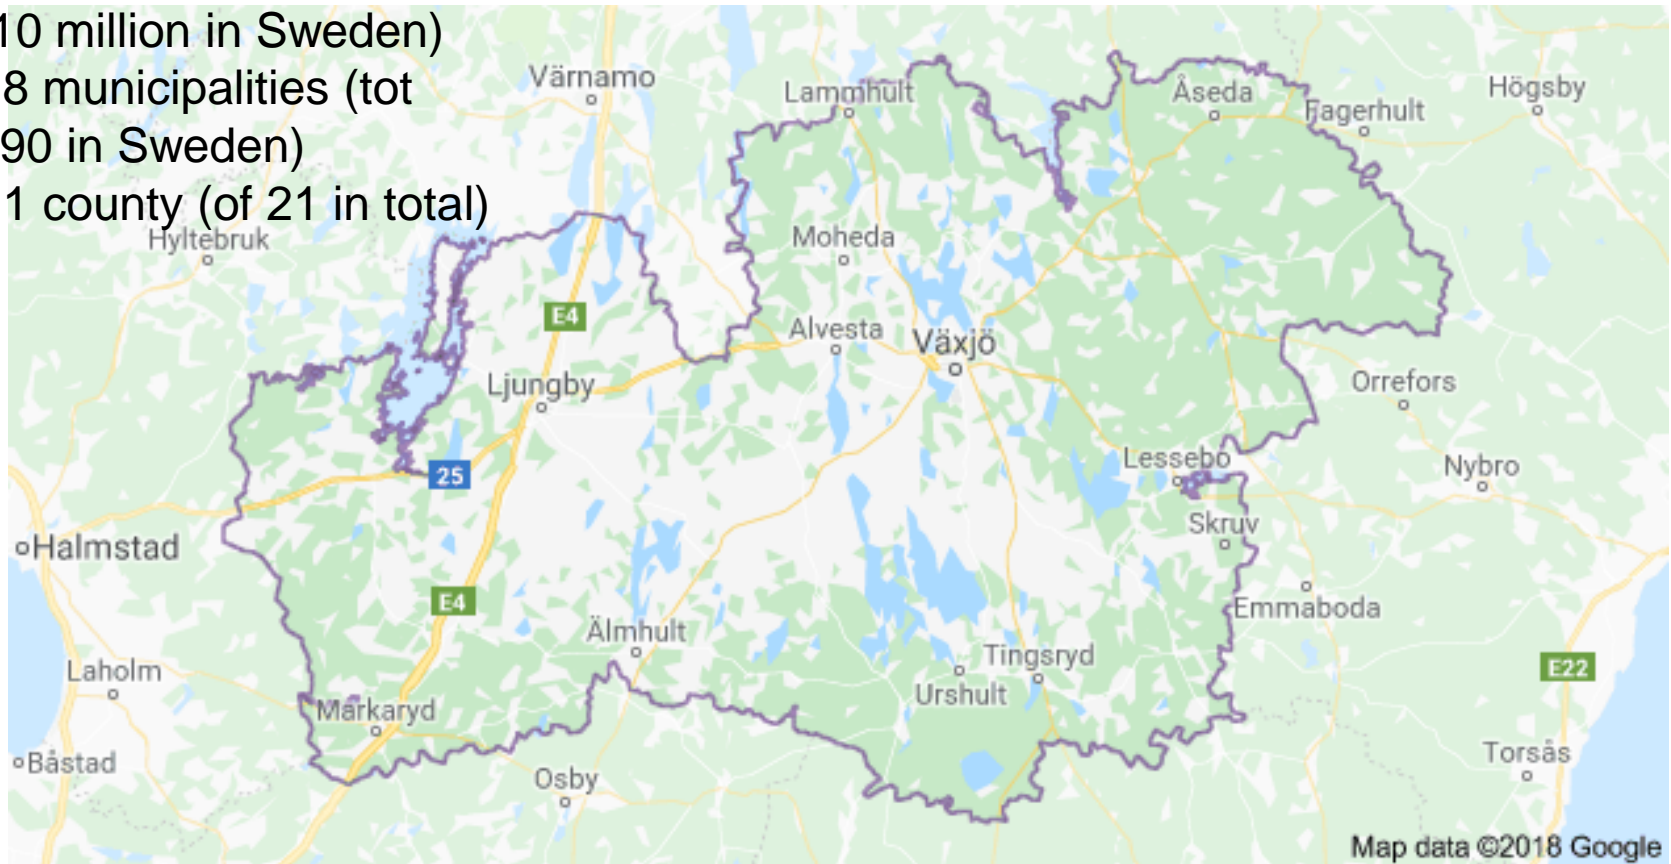 10 million in Sweden)
8 municipalities (tot
90 in Sweden)
1 county (of 21 in total)
Värnamo
Lammhult
Åseda
Fagerhult
Högsby
Hyltebruk
Moheda
E4
Alvesta
Växjö
Ljungby
Orrefors
25
Lessebo
Nybro
Skruv
Halmstad
E4
Emmaboda
Älmhult
Tingsryd
E22
Laholm
Urshult
Markaryd
Båstad
Osby
Torsås
Map data ©2018 Google